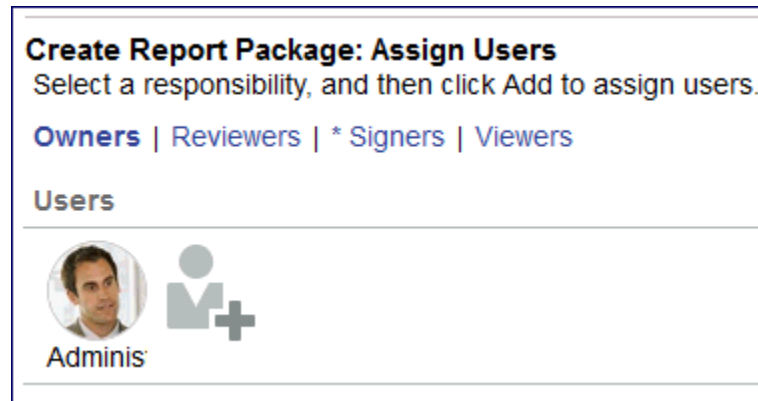 Create Report Package: Assign Users
Select a responsibility, and then click Add to assign users.
Owners | Reviewers | * Signers | Viewers
Users
Adminis